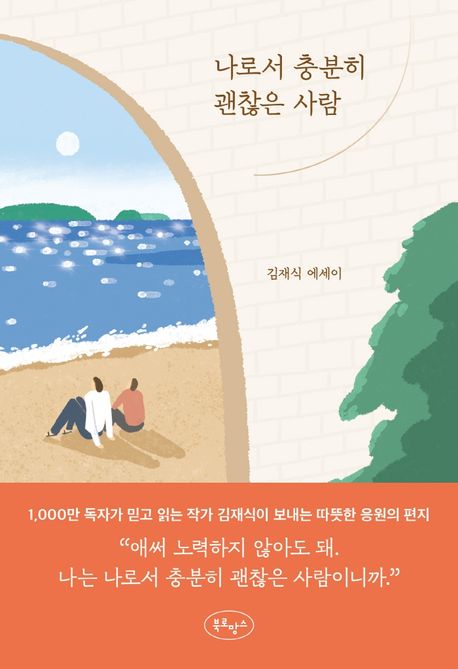 나로서 충분히
괜찮은 사람
김재식 에세이
1,000만 독자가 믿고 읽는 작가 김재식이 보내는 따뜻한 응원의 편지
“애써 노력하지 않아도 돼.
나는 나로서 충분히 괜찮은 사람이니까.”
북로망스